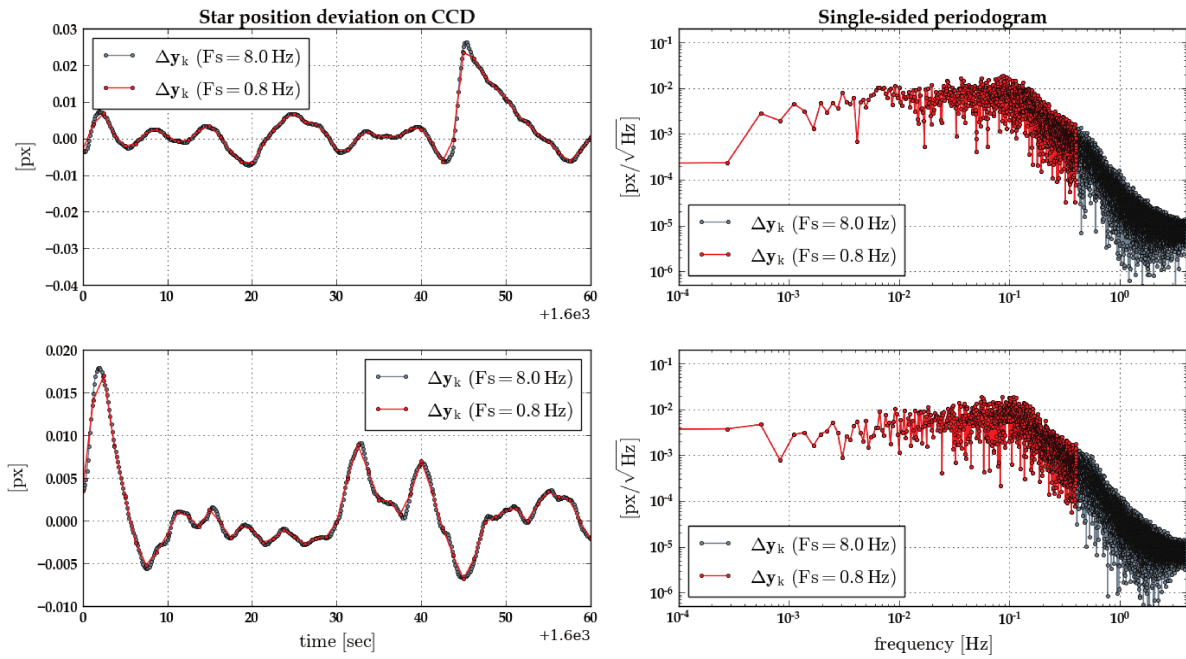 Star position deviation on CCD
[px]
0.03
0.02
0.01
0.00
−0.01
−0.02
−0.03
−0.04
Δy_k (Fs = 8.0 Hz)
Δy_k (Fs = 0.8 Hz)
0 10 20 30 40 50 60
+1.6e3
Single-sided periodogram
[px/√Hz]
10^-1
10^-2
10^-3
10^-4
10^-5
10^-6
Δy_k (Fs = 8.0 Hz)
Δy_k (Fs = 0.8 Hz)
10^-4 10^-3 10^-2 10^-1 10^0
[px]
0.020
0.015
0.010
0.005
0.000
−0.005
−0.010
Δy_k (Fs = 8.0 Hz)
Δy_k (Fs = 0.8 Hz)
0 10 20 30 40 50 60
time [sec]
+1.6e3
[px/√Hz]
10^-1
10^-2
10^-3
10^-4
10^-5
10^-6
Δy_k (Fs = 8.0 Hz)
Δy_k (Fs = 0.8 Hz)
10^-4 10^-3 10^-2 10^-1 10^0
frequency [Hz]